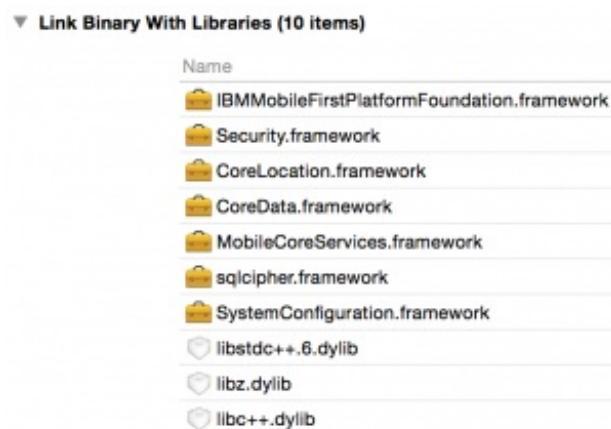 Link Binary With Libraries (10 items)
Name
IBMMobileFirstPlatformFoundation.framework
Security.framework
CoreLocation.framework
CoreData.framework
MobileCoreServices.framework
sqlcipher.framework
SystemConfiguration.framework
libstdc++.6.dylib
libz.dylib
libc++.dylib